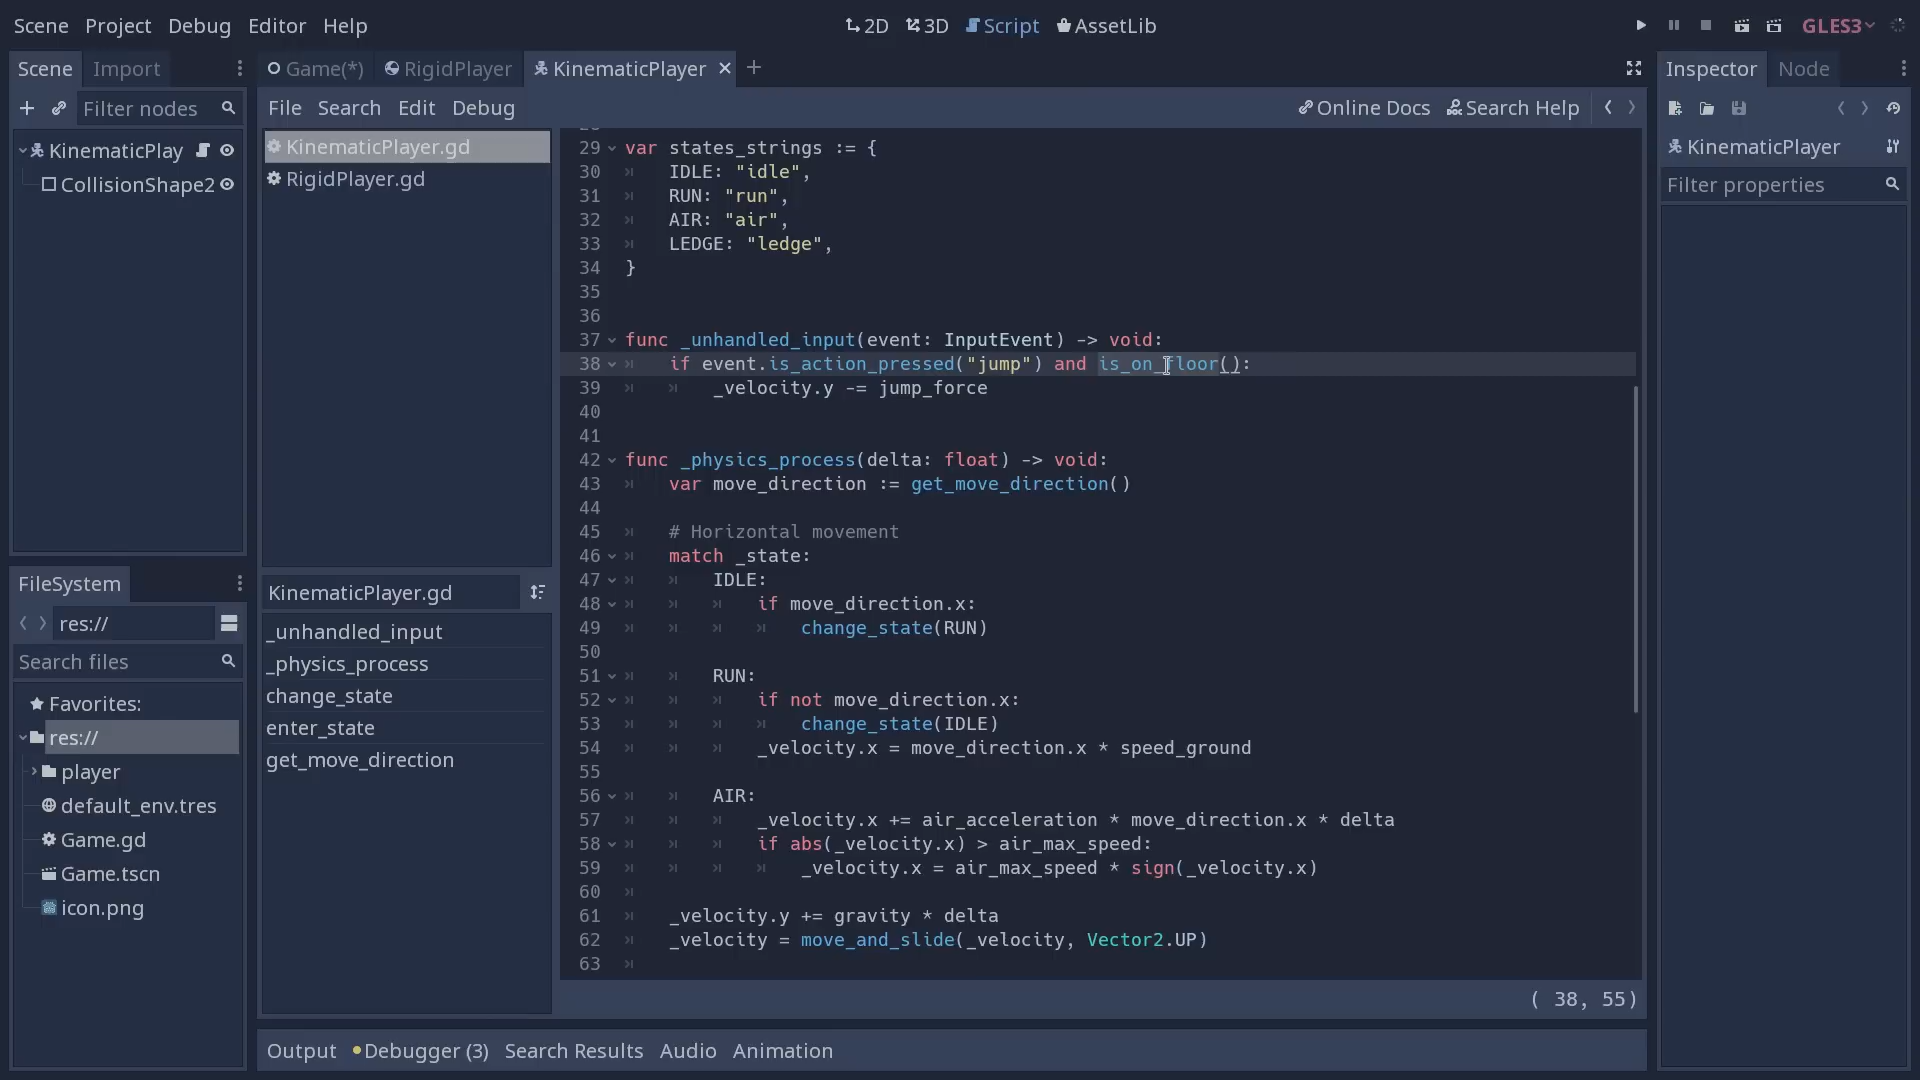 Scene Project Debug Editor Help
2D 3D Script AssetLib
GLES3
Scene Import
Game(*) RigidPlayer KinematicPlayer
Inspector Node
Filter nodes
File Search Edit Debug
Online Docs Search Help
KinematicPlay
CollisionShape2
KinematicPlayer.gd
RigidPlayer.gd
KinematicPlayer
Filter properties
29 var states_strings := {
30 IDLE: "idle",
31 RUN: "run",
32 AIR: "air",
33 LEDGE: "ledge",
34 }
35
36
37 func _unhandled_input(event: InputEvent) -> void:
38 if event.is_action_pressed("jump") and is_on_floor():
39 _velocity.y -= jump_force
40
41
42 func _physics_process(delta: float) -> void:
43 var move_direction := get_move_direction()
44
45 # Horizontal movement
46 match _state:
47 IDLE:
48 if move_direction.x:
49 change_state(RUN)
50
51 RUN:
52 if not move_direction.x:
53 change_state(IDLE)
54 _velocity.x = move_direction.x * speed_ground
55
56 AIR:
57 _velocity.x += air_acceleration * move_direction.x * delta
58 if abs(_velocity.x) > air_max_speed:
59 _velocity.x = air_max_speed * sign(_velocity.x)
60
61 _velocity.y += gravity * delta
62 _velocity = move_and_slide(_velocity, Vector2.UP)
63
( 38, 55)
KinematicPlayer.gd
_unhandled_input
_physics_process
change_state
enter_state
get_move_direction
FileSystem
res://
Search files
Favorites:
res://
player
default_env.tres
Game.gd
Game.tscn
icon.png
Output Debugger (3) Search Results Audio Animation